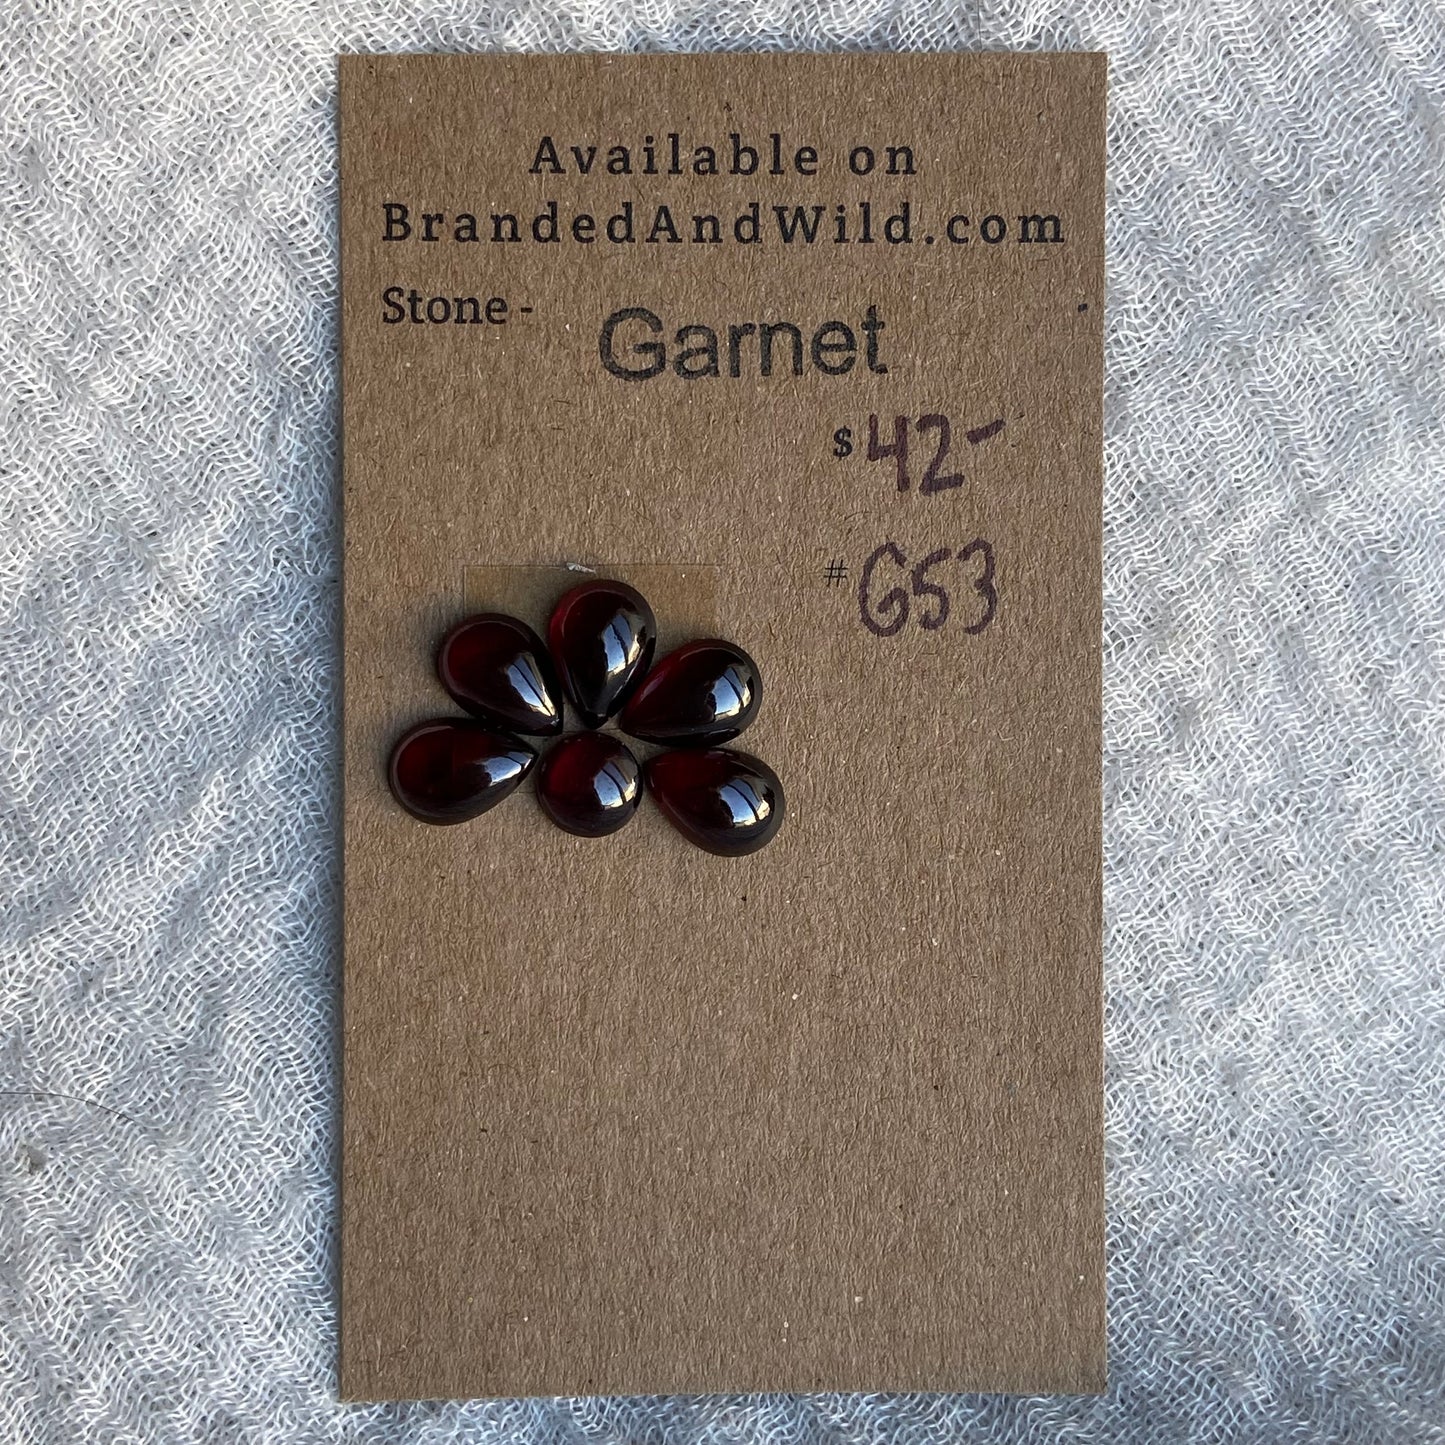 Available on
BrandedAndWild.com
Stone - Garnet
$ 42-
# G53